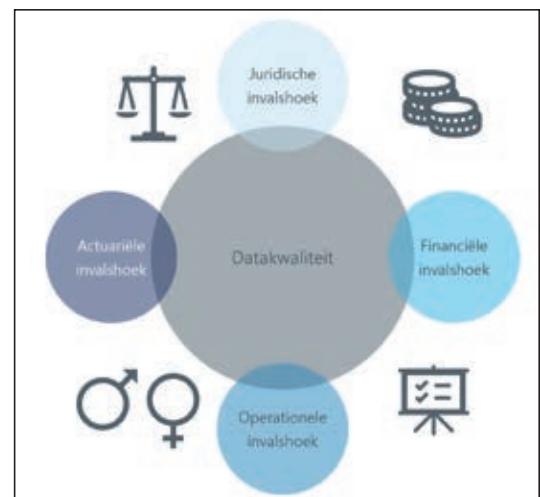 Juridische
invalshoek
Actuariële
invalshoek
Datakwaliteit
Financiële
invalshoek
Operationele
invalshoek